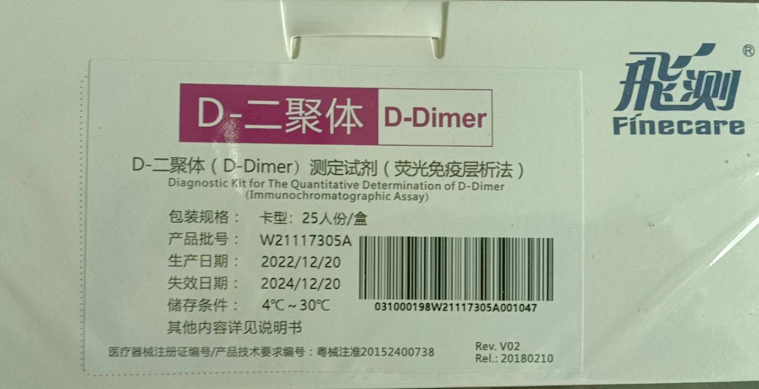 飛测®
Finecare
D-二聚体 D-Dimer
D-二聚体（D-Dimer）测定试剂（荧光免疫层析法）
Diagnostic Kit for The Quantitative Determination of D-Dimer
(Immunochromatographic Assay)
包装规格： 卡型：25人份/盒
产品批号： W21117305A
生产日期： 2022/12/20
失效日期： 2024/12/20
储存条件： 4℃～30℃
031000198W21117305A001047
其他内容详见说明书
医疗器械注册证编号/产品技术要求编号：粤械注准20152400738
Rev. V02
Rel.: 20180210